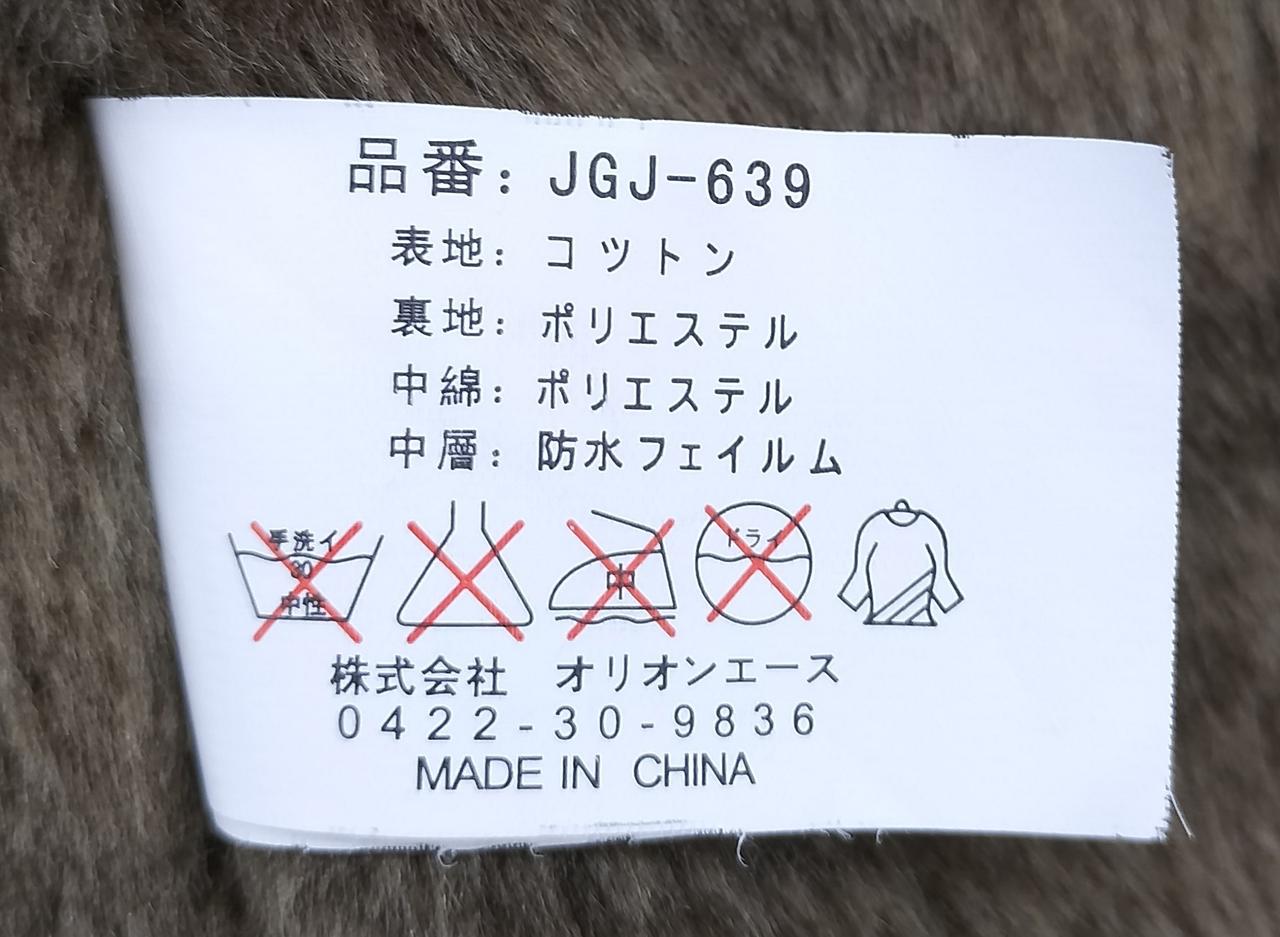 品番：JGJ-639
表地：コツトン
裏地：ポリエステル
中綿：ポリエステル
中層：防水フェイルム
手洗イ
30
中性
中
ドライ
株式会社　オリオンエース
0422-30-9836
MADE IN CHINA